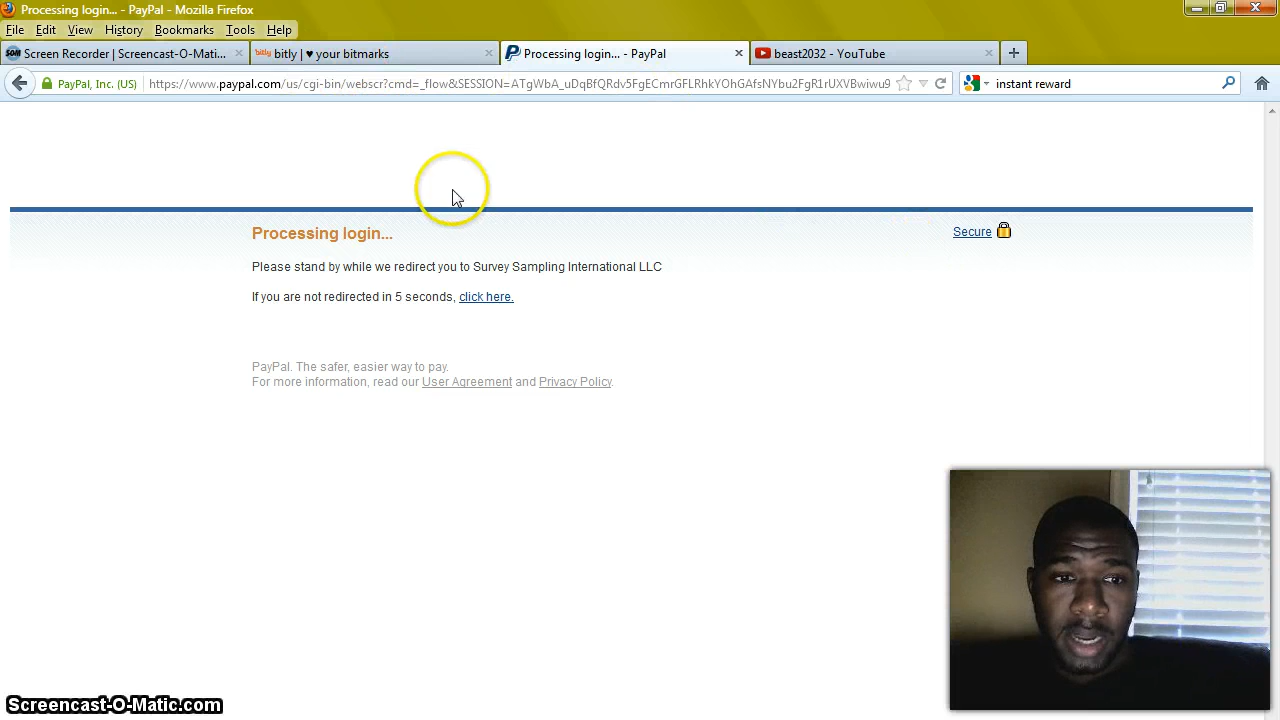 Processing login... - PayPal - Mozilla Firefox
File Edit View History Bookmarks Tools Help
SOM Screen Recorder | Screencast-O-Mati... bitly bitly | ♥ your bitmarks Processing login... - PayPal beast2032 - YouTube
PayPal, Inc. (US) https://www.paypal.com/us/cgi-bin/webscr?cmd=_flow&SESSION=ATgWbA_uDqBfQRdv5FgECmrGFLRhkYOhGAfsNYbu2FgR1rUXVBwiwu9 instant reward
Processing login... Secure
Please stand by while we redirect you to Survey Sampling International LLC
If you are not redirected in 5 seconds, click here.
PayPal. The safer, easier way to pay.
For more information, read our User Agreement and Privacy Policy.
Screencast-O-Matic.com